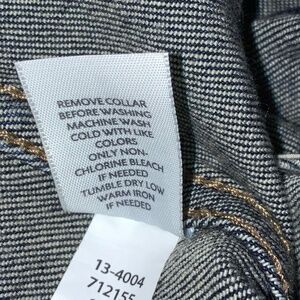 REMOVE COLLAR
BEFORE WASHING
MACHINE WASH
COLD WITH LIKE
COLORS
ONLY NON-
CHLORINE BLEACH
IF NEEDED
TUMBLE DRY LOW
WARM IRON
IF NEEDED
13-4004
712155